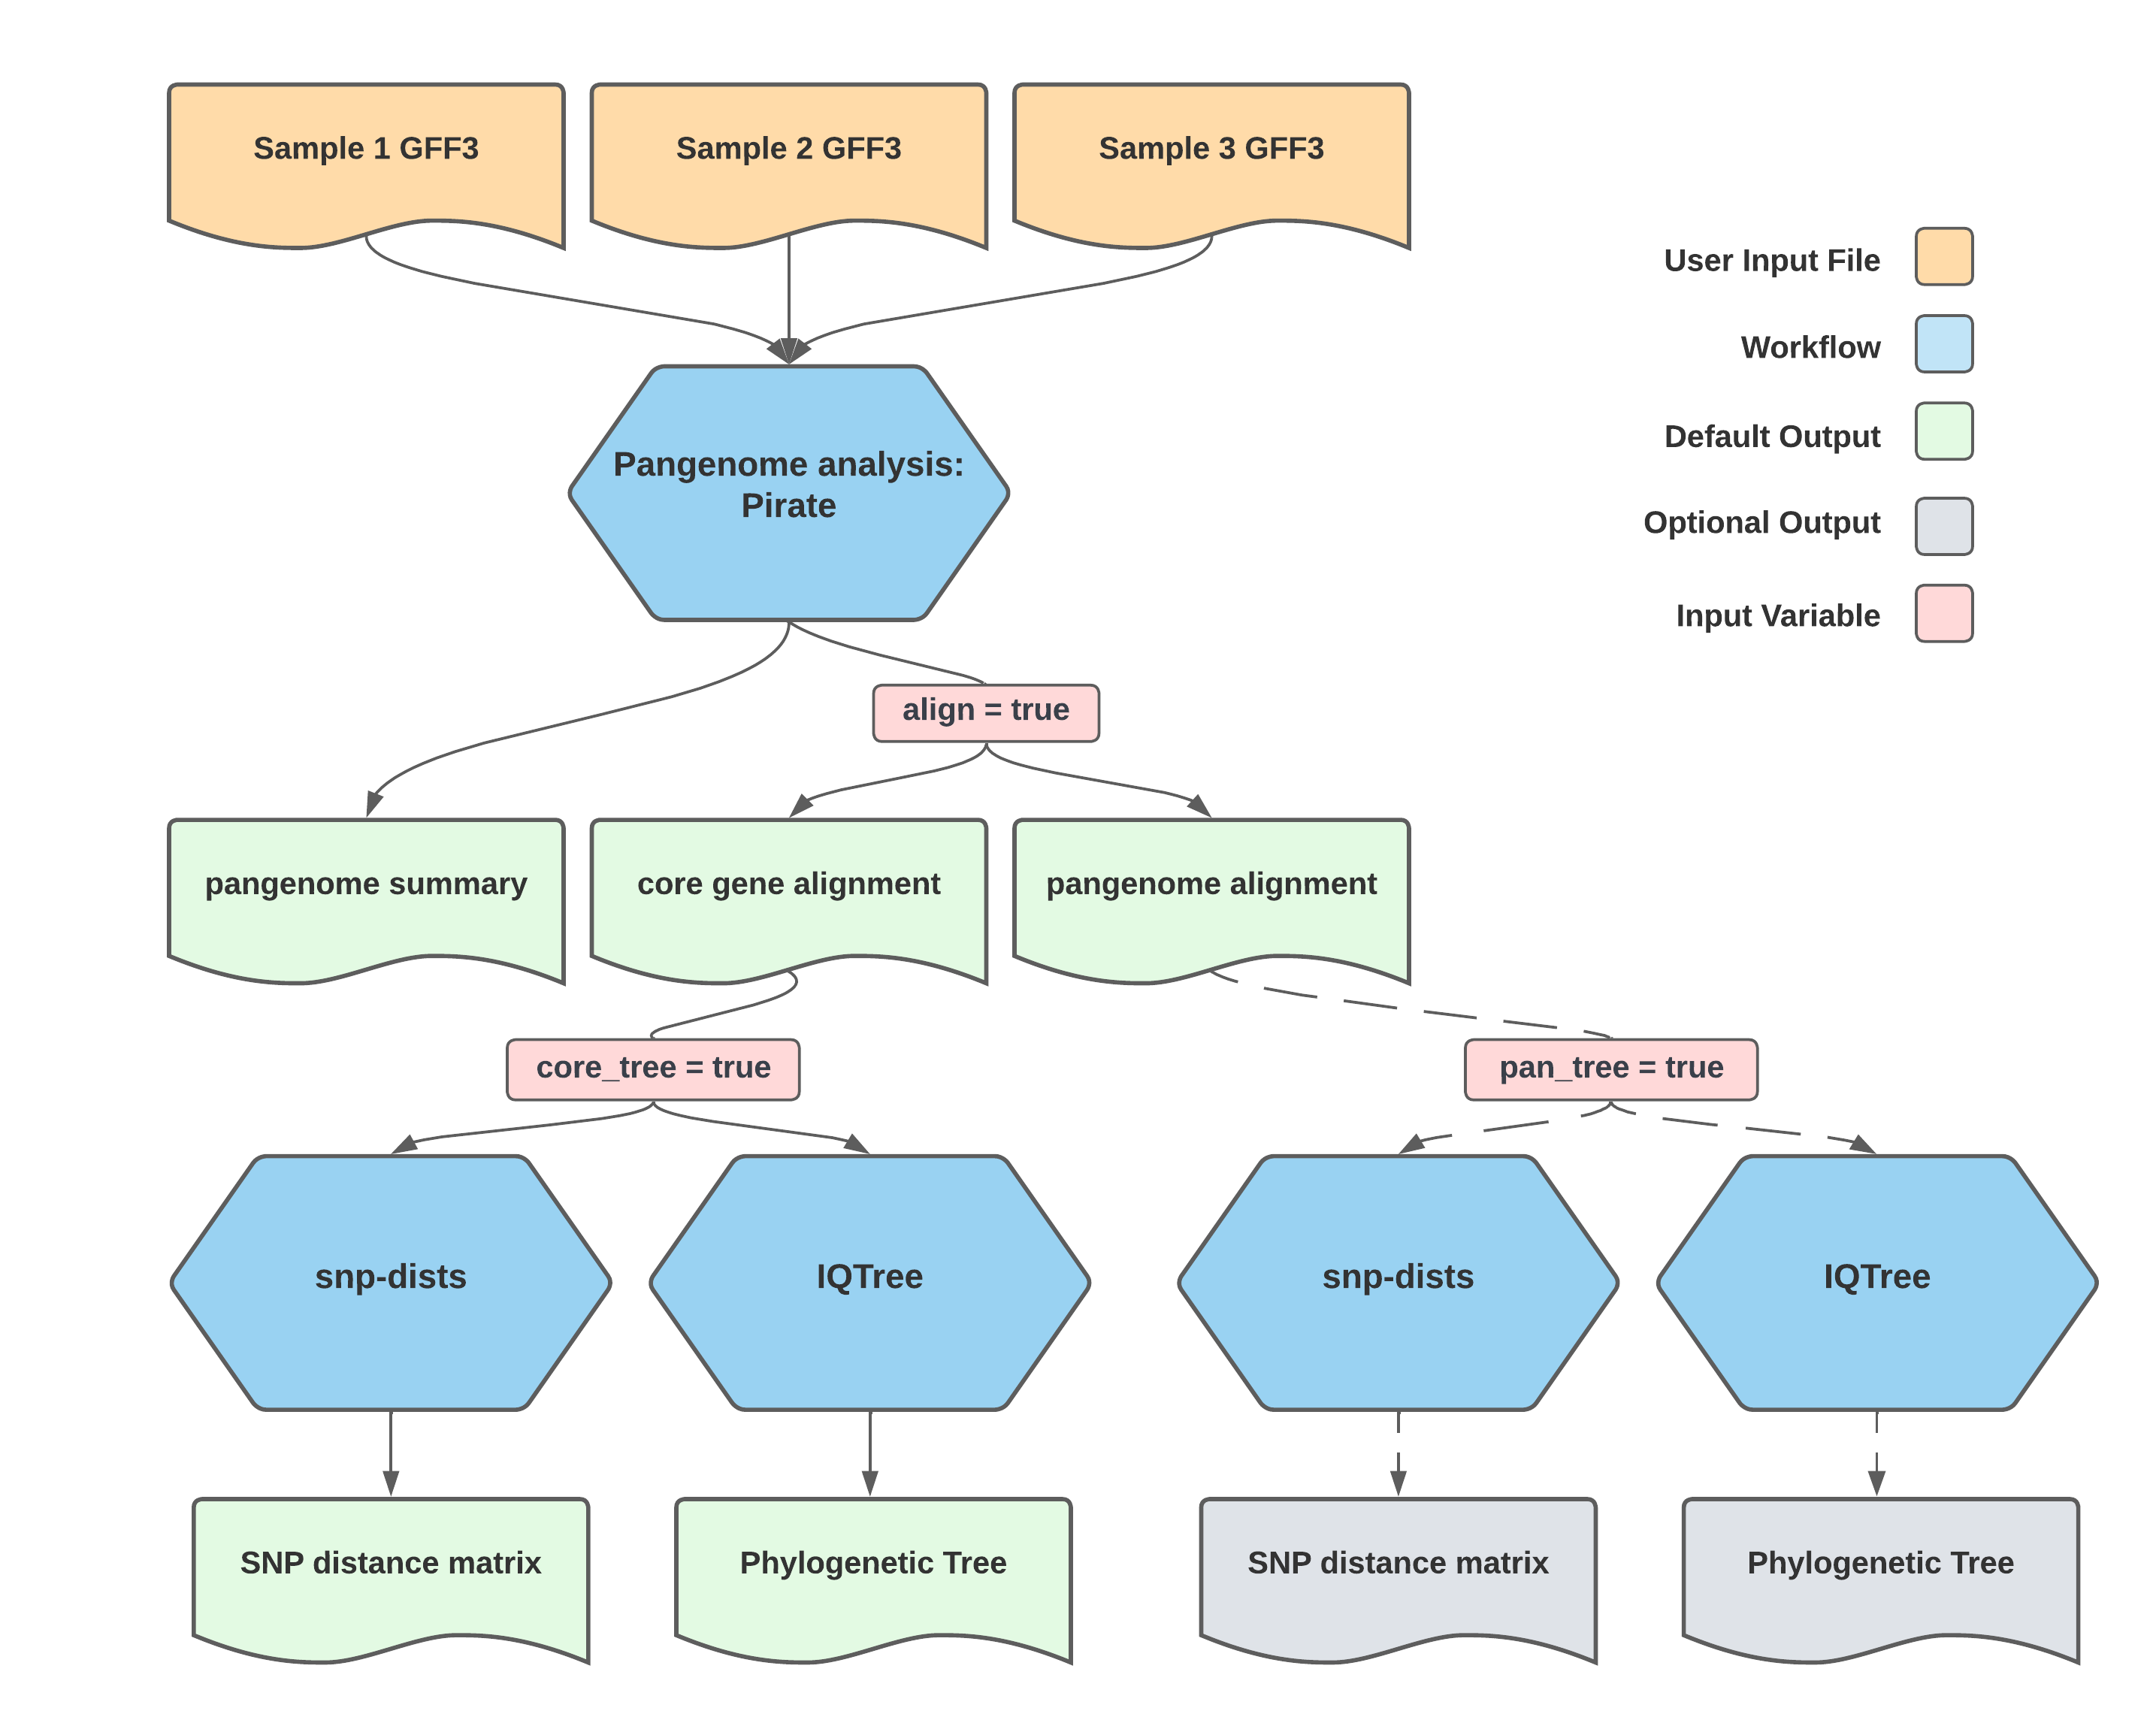 Sample 1 GFF3
Sample 2 GFF3
Sample 3 GFF3
User Input File
Workflow
Default Output
Optional Output
Input Variable
Pangenome analysis:
Pirate
align = true
pangenome summary
core gene alignment
pangenome alignment
core_tree = true
pan_tree = true
snp-dists
IQTree
snp-dists
IQTree
SNP distance matrix
Phylogenetic Tree
SNP distance matrix
Phylogenetic Tree